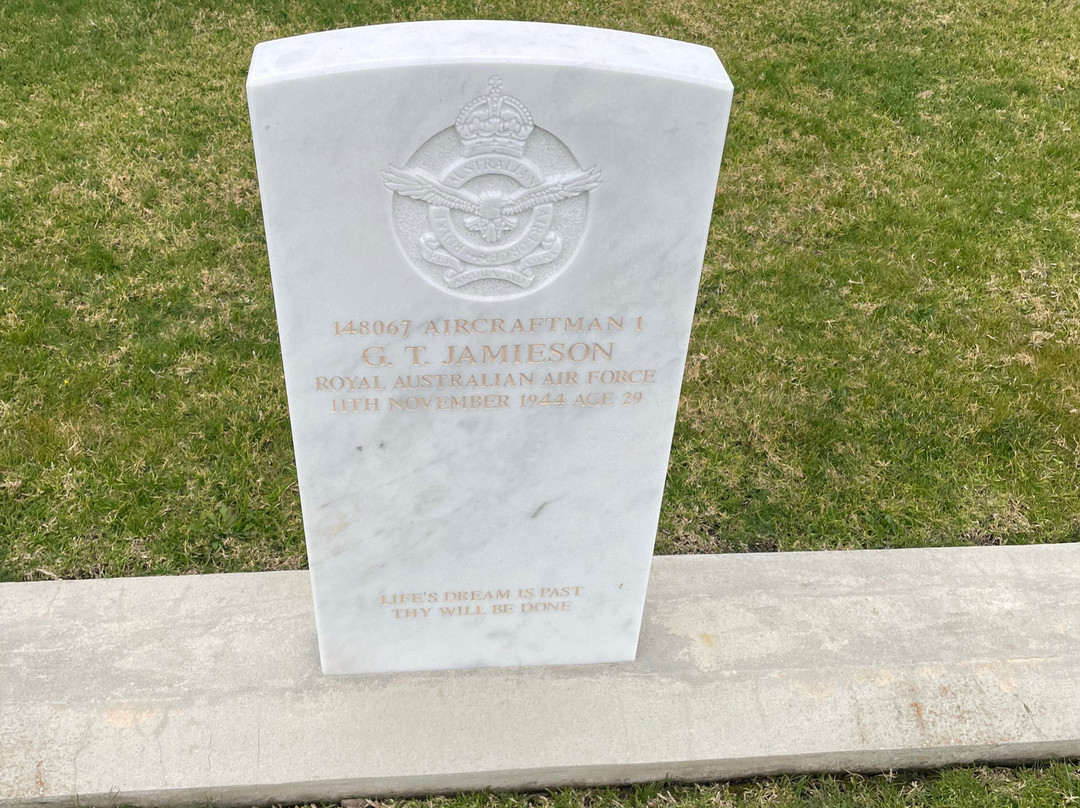 AUSTRALIAN
148067 AIRCRAFTMAN 1
G. T. JAMIESON
ROYAL AUSTRALIAN AIR FORCE
11TH NOVEMBER 1944 AGE 29
LIFE'S DREAM IS PAST
THY WILL BE DONE